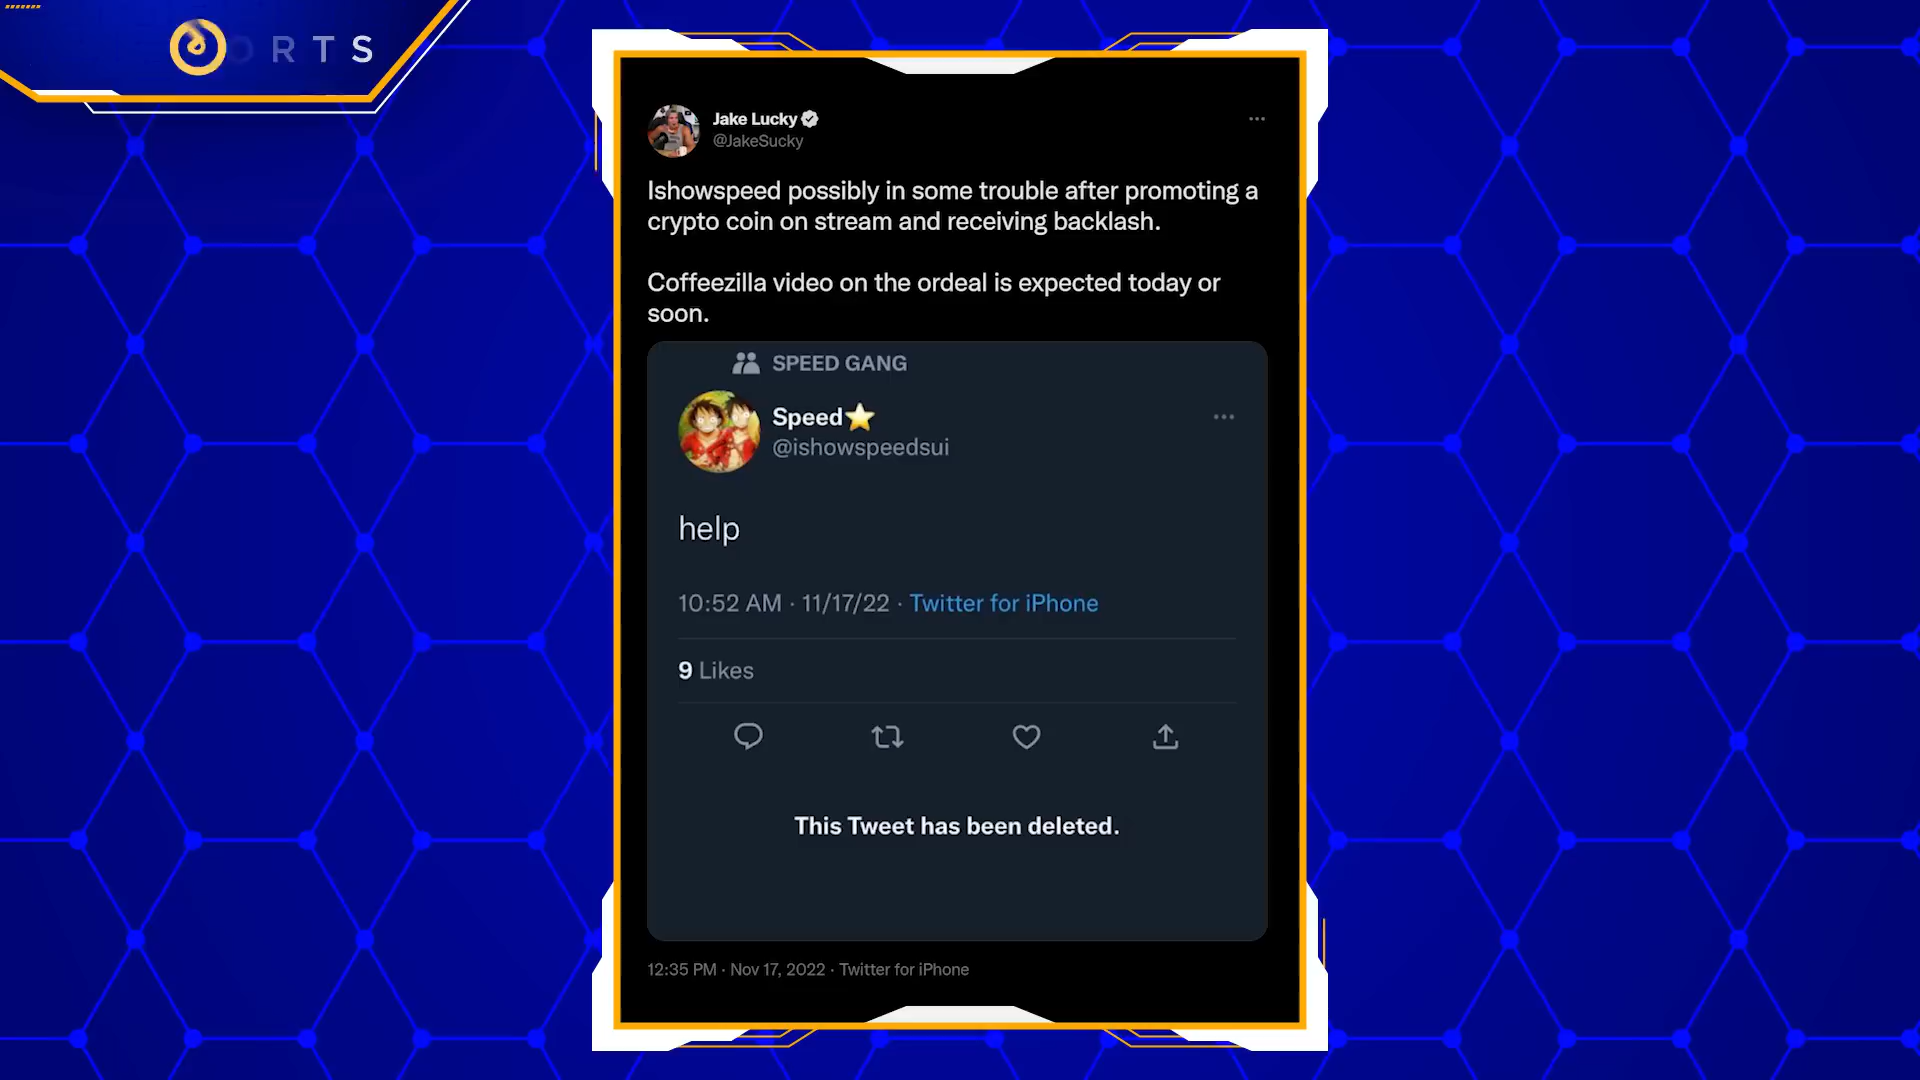 ORTS
Jake Lucky
@JakeSucky
Ishowspeed possibly in some trouble after promoting a
crypto coin on stream and receiving backlash.
Coffeezilla video on the ordeal is expected today or
soon.
SPEED GANG
Speed⭐
@ishowspeedsui
help
10:52 AM · 11/17/22 · Twitter for iPhone
9 Likes
This Tweet has been deleted.
12:35 PM · Nov 17, 2022 · Twitter for iPhone